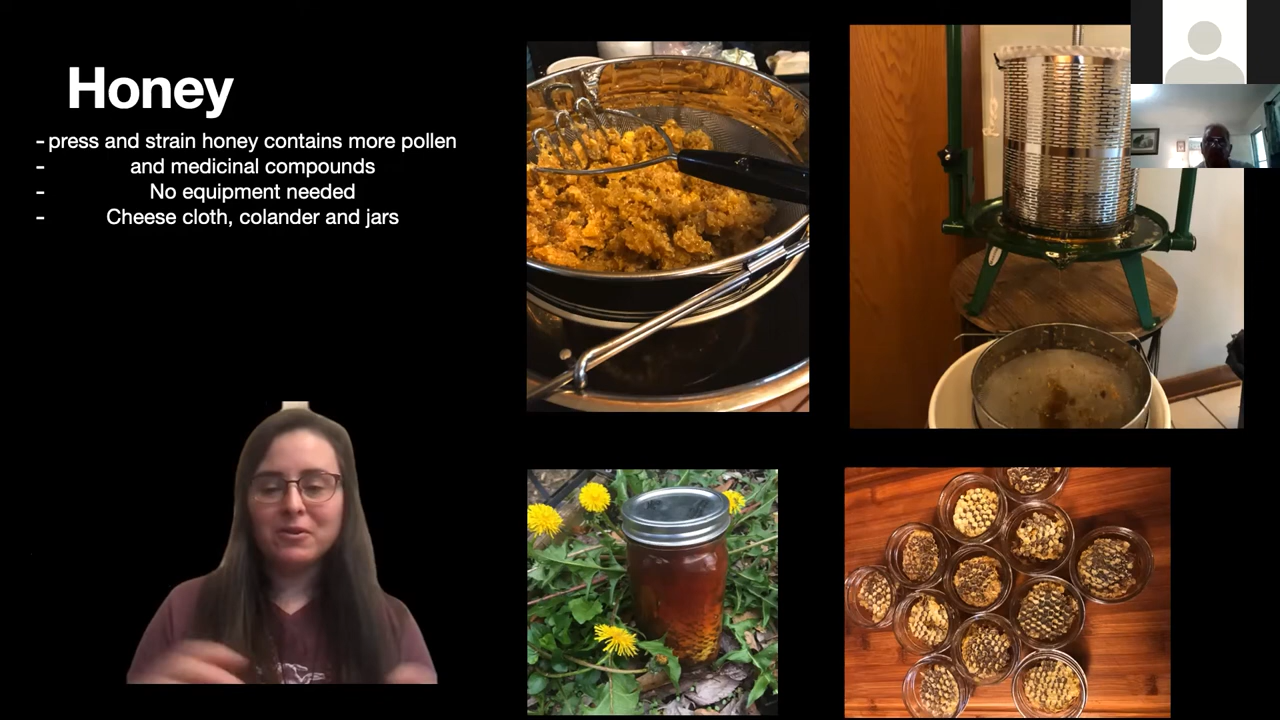 Honey
- press and strain honey contains more pollen
- and medicinal compounds
- No equipment needed
- Cheese cloth, colander and jars